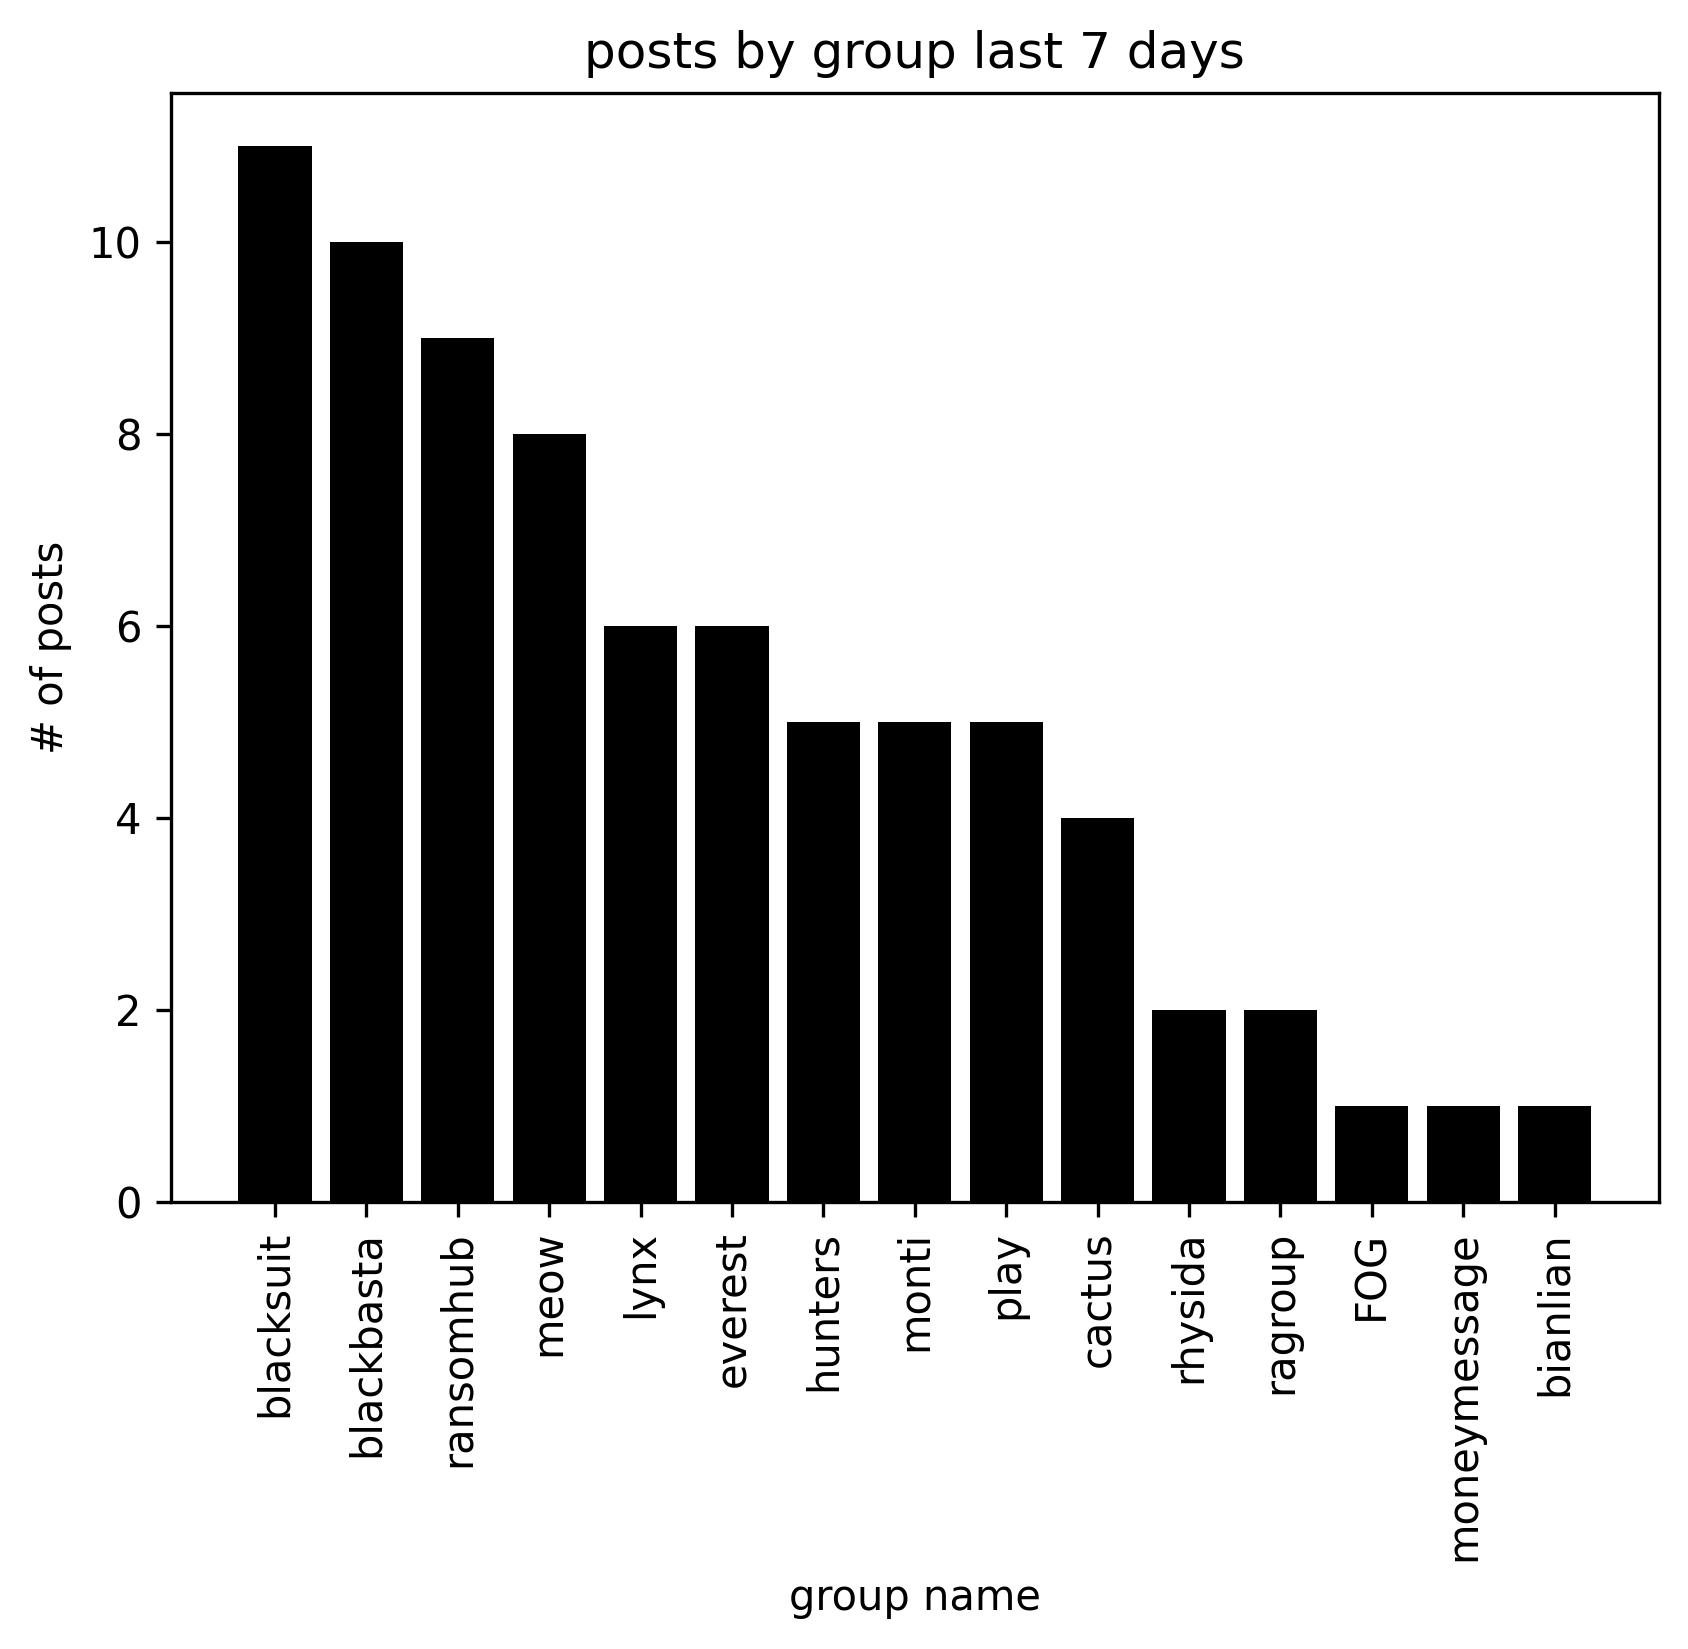 posts by group last 7 days
# of posts
10
8
6
4
2
0
blacksuit
blackbasta
ransomhub
meow
lynx
everest
hunters
monti
play
cactus
rhysida
ragroup
FOG
moneymessage
bianlian
group name